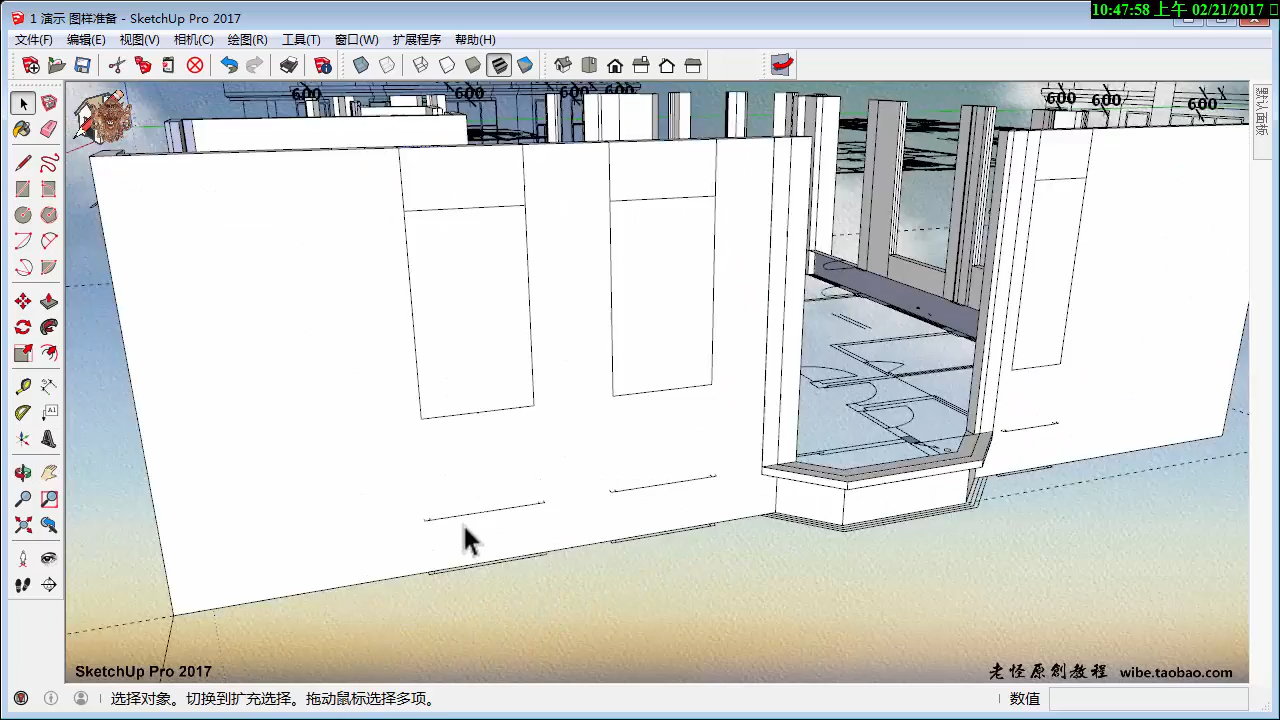 10:47:58 上午 02/21/2017
1 演示 图样准备 - SketchUp Pro 2017
文件(F) 编辑(E) 视图(V) 相机(C) 绘图(R) 工具(T) 窗口(W) 扩展程序 帮助(H)
默认面板
600 600 600 600 600 600 600
A1
SketchUp Pro 2017
老怪原創教程 wibe.taobao.com
选择对象。切换到扩充选择。拖动鼠标选择多项。
数值